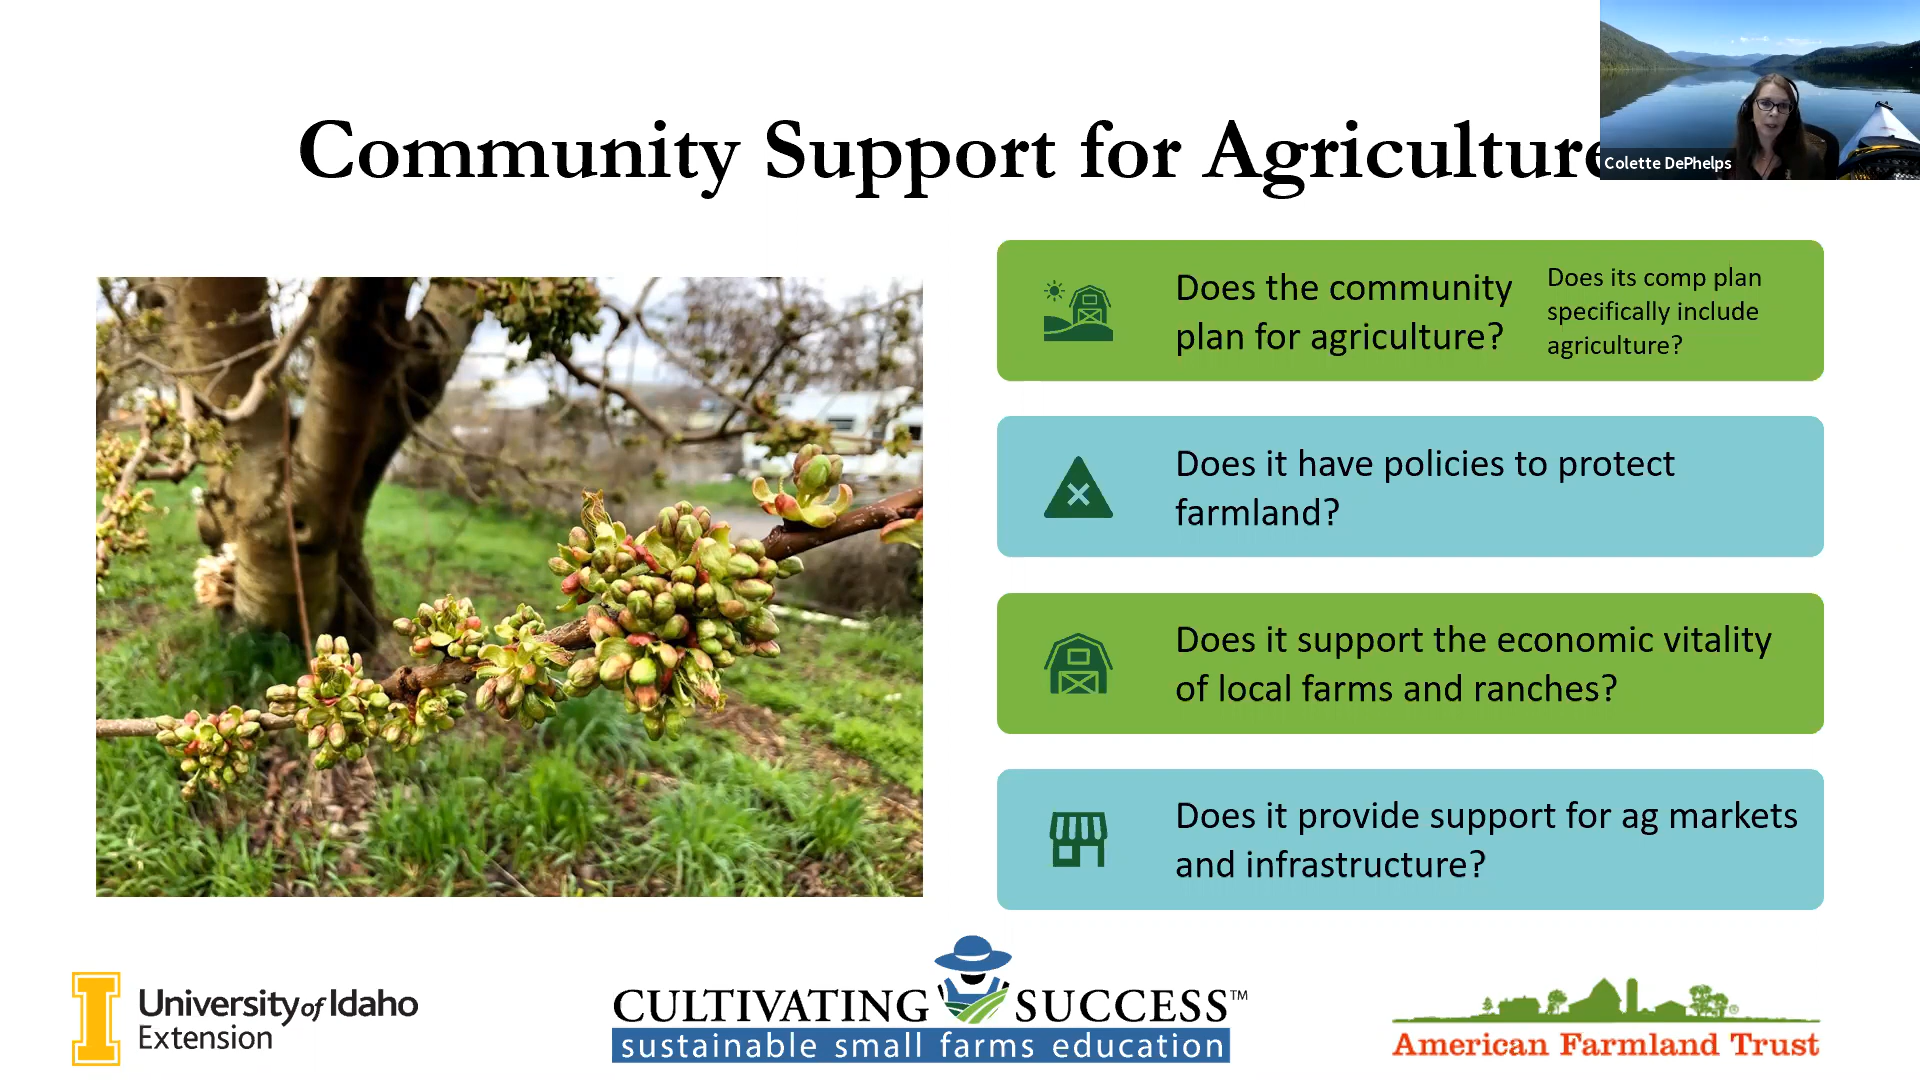 Community Support for Agriculture
Colette DePhelps
Does the community
plan for agriculture?
Does its comp plan
specifically include
agriculture?
Does it have policies to protect
farmland?
Does it support the economic vitality
of local farms and ranches?
Does it provide support for ag markets
and infrastructure?
University of Idaho
Extension
CULTIVATING SUCCESS™
sustainable small farms education
American Farmland Trust